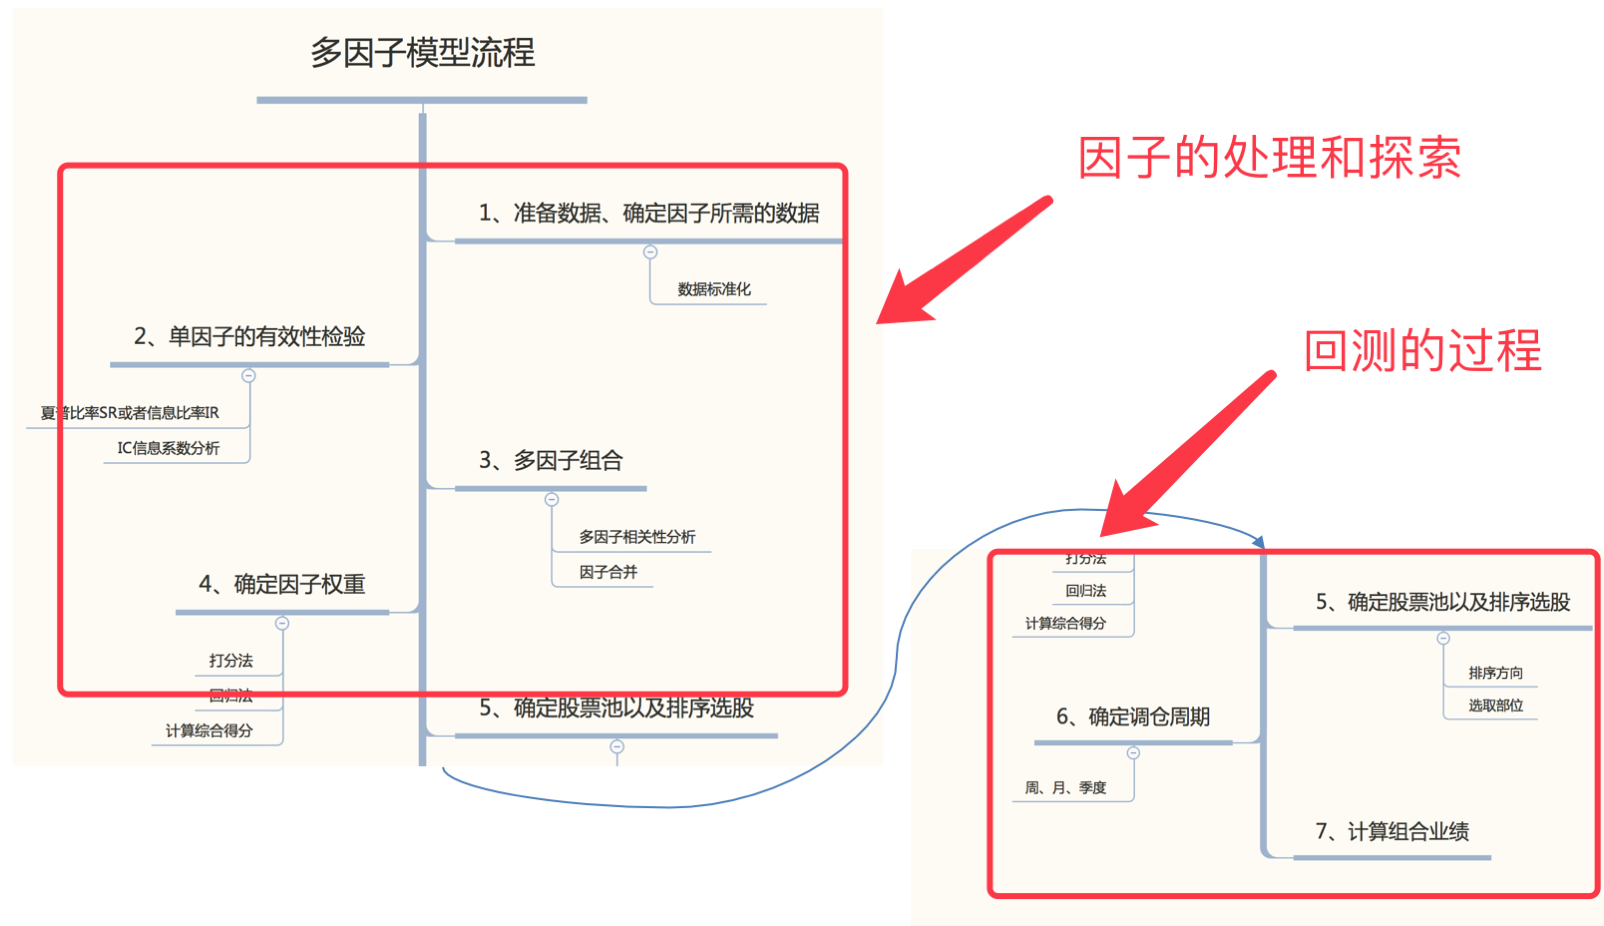 多因子模型流程
因子的处理和探索
1、准备数据、确定因子所需的数据
数据标准化
2、单因子的有效性检验
夏普比率SR或者信息比率IR
IC信息系数分析
3、多因子组合
多因子相关性分析
因子合并
4、确定因子权重
打分法
回归法
计算综合得分
5、确定股票池以及排序选股
回测的过程
打分法
回归法
计算综合得分
5、确定股票池以及排序选股
排序方向
选取部位
6、确定调仓周期
周、月、季度
7、计算组合业绩